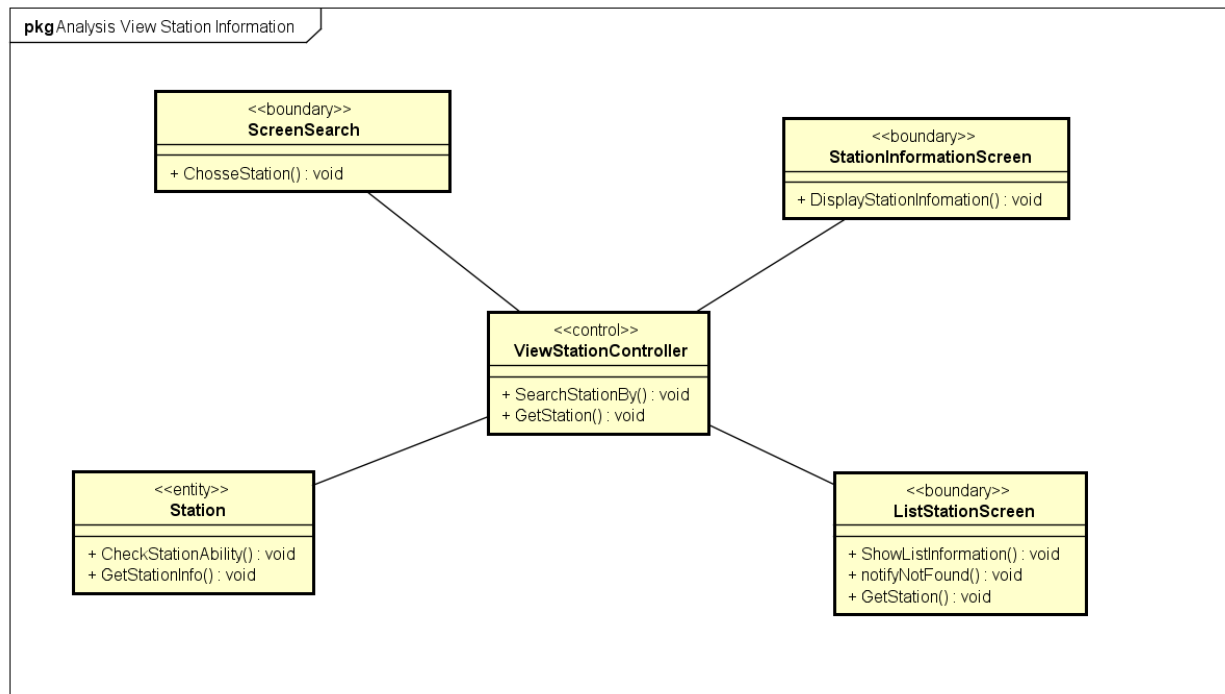 pkg Analysis View Station Information
<<boundary>>
ScreenSearch
+ ChosseStation() : void
<<boundary>>
StationInformationScreen
+ DisplayStationInfomation() : void
<<control>>
ViewStationController
+ SearchStationBy() : void
+ GetStation() : void
<<entity>>
Station
+ CheckStationAbility() : void
+ GetStationInfo() : void
<<boundary>>
ListStationScreen
+ ShowListInformation() : void
+ notifyNotFound() : void
+ GetStation() : void